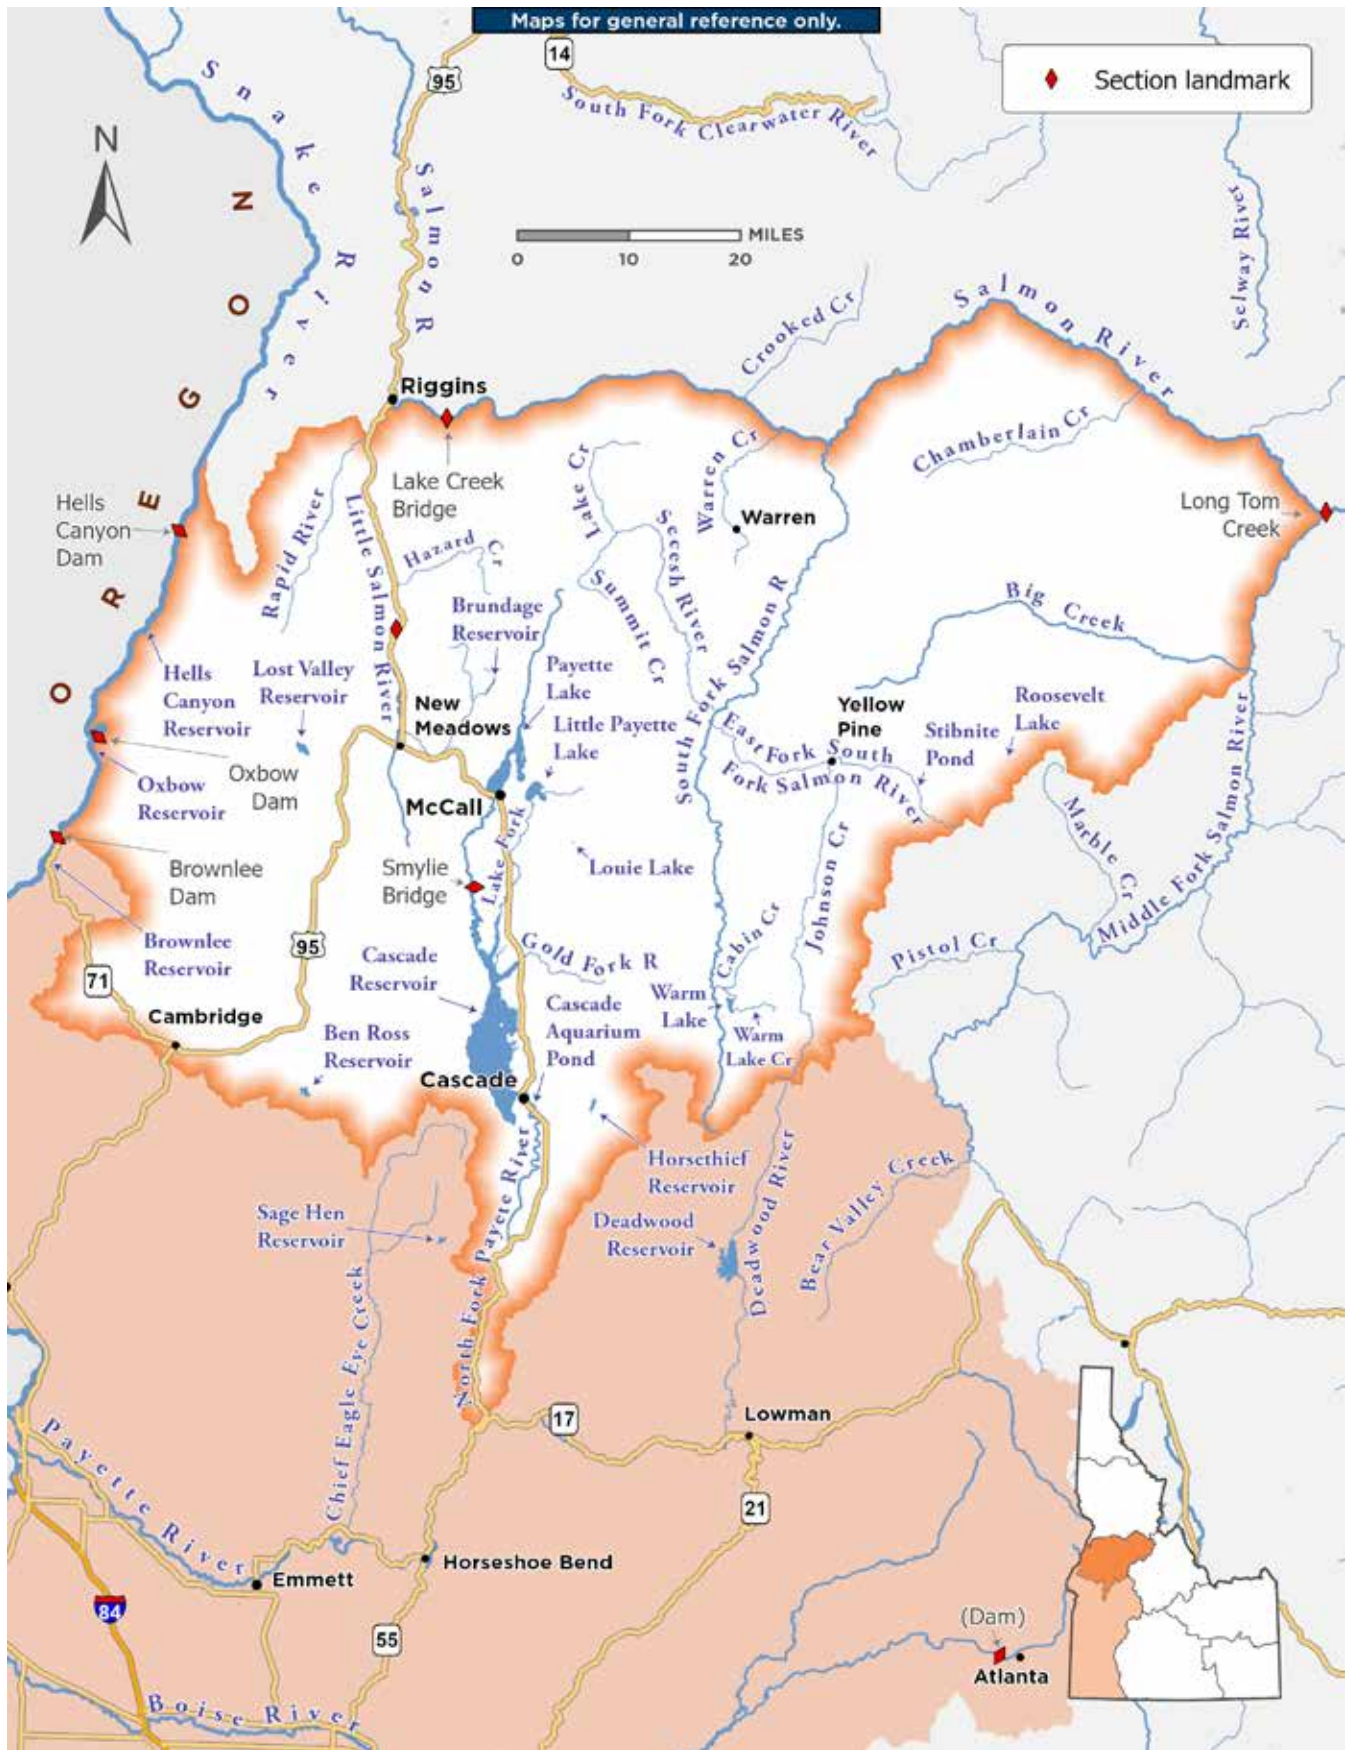 Maps for general reference only.
Section landmark
14
95
South Fork Clearwater River
Snake River
Salmon R
Selway River
N
OREGON
MILES
0 10 20
Salmon River
Crooked Cr
Riggins
Chamberlain Cr
Lake Creek
Bridge
Lake Cr
Warren Cr
Warren
Long Tom
Creek
Hells
Canyon
Dam
Rapid River
Little Salmon River
Hazard Cr
Secesh River
Summit Cr
South Fork Salmon R
Big Creek
Brundage
Reservoir
Hells
Canyon
Reservoir
Lost Valley
Reservoir
Payette
Lake
New
Meadows
Little Payette
Lake
Yellow
Pine
Roosevelt
Lake
Stibnite
Pond
East Fork South
Fork Salmon River
Oxbow
Dam
Oxbow
Reservoir
McCall
Lake Fork
Marble Cr
Middle Fork Salmon River
Brownlee
Dam
Smylie
Bridge
Louie Lake
Johnson Cr
Brownlee
Reservoir
95
Cascade
Reservoir
Gold Fork R
Cabin Cr
Pistol Cr
71
Cambridge
Ben Ross
Reservoir
Cascade
Aquarium
Pond
Warm
Lake
Warm
Lake Cr
Cascade
North Fork Payete River
Horsethief
Reservoir
Deadwood River
Bear Valley Creek
Sage Hen
Reservoir
Deadwood
Reservoir
Chief Eagle Eye Creek
17
Lowman
Payette River
21
Horseshoe Bend
Emmett
84
55
(Dam)
Atlanta
Boise River